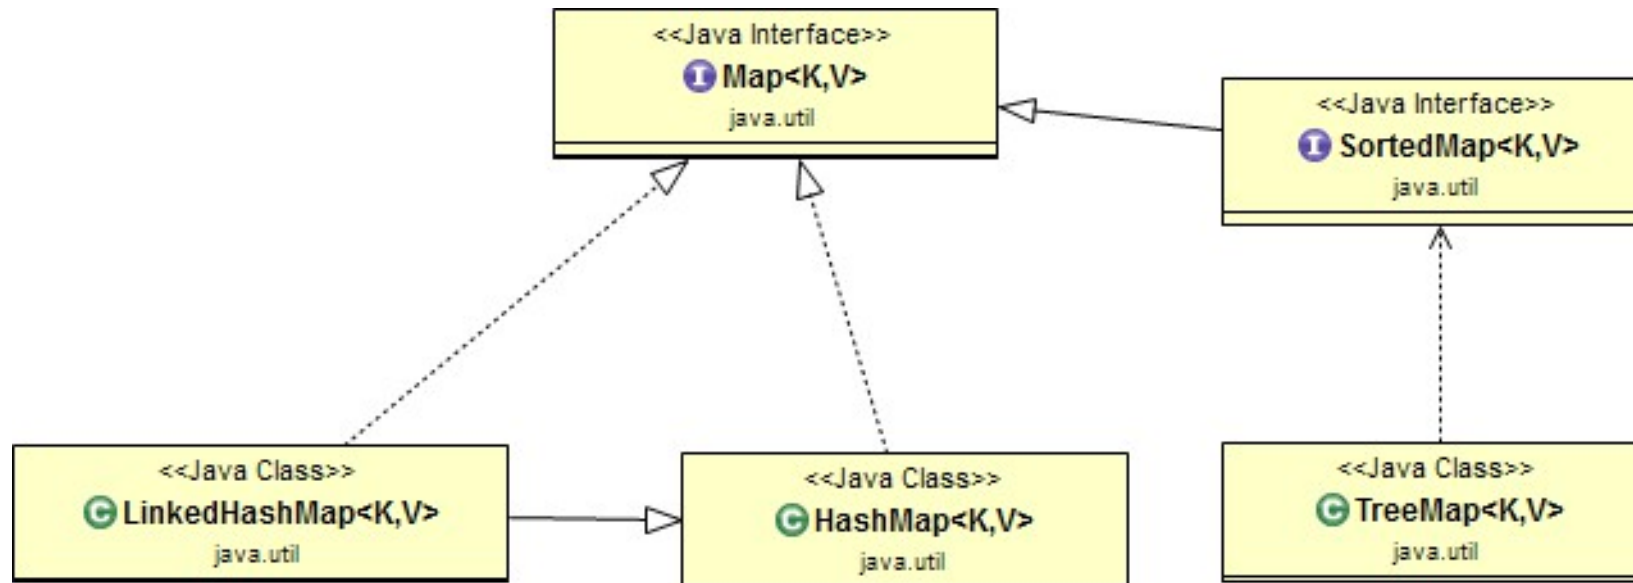 <<Java Interface>>
I Map<K,V>
java.util
<<Java Interface>>
I SortedMap<K,V>
java.util
<<Java Class>>
C LinkedHashMap<K,V>
java.util
<<Java Class>>
C HashMap<K,V>
java.util
<<Java Class>>
C TreeMap<K,V>
java.util